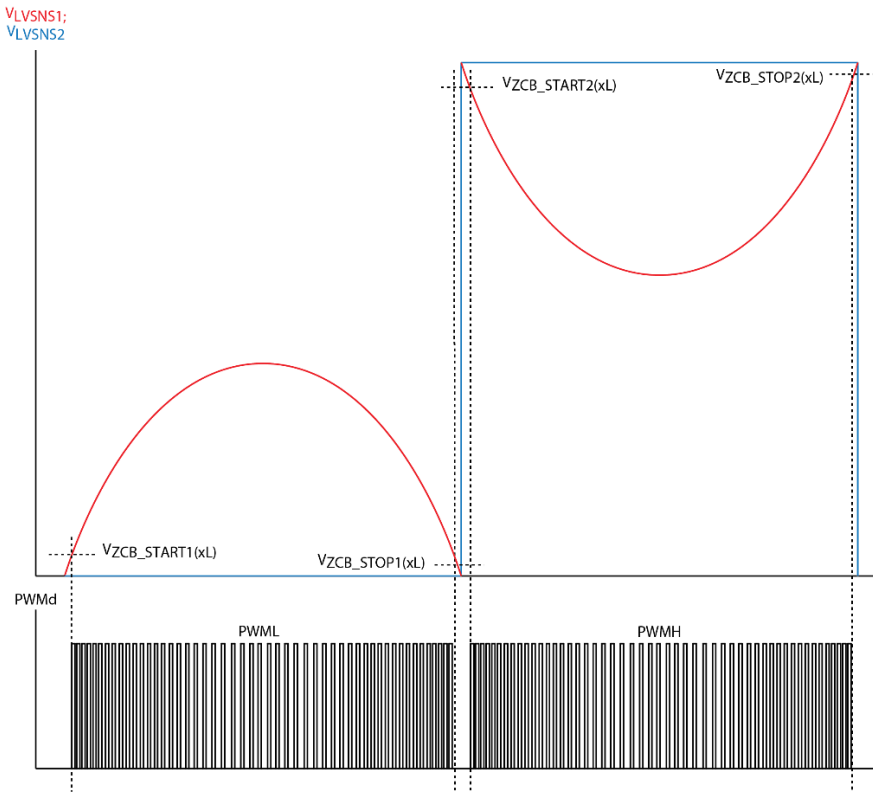 VLVSNS1;
VLVSNS2
VZCB_START2(xL)
VZCB_STOP2(xL)
VZCB_START1(xL)
VZCB_STOP1(xL)
PWMd
PWML
PWMH